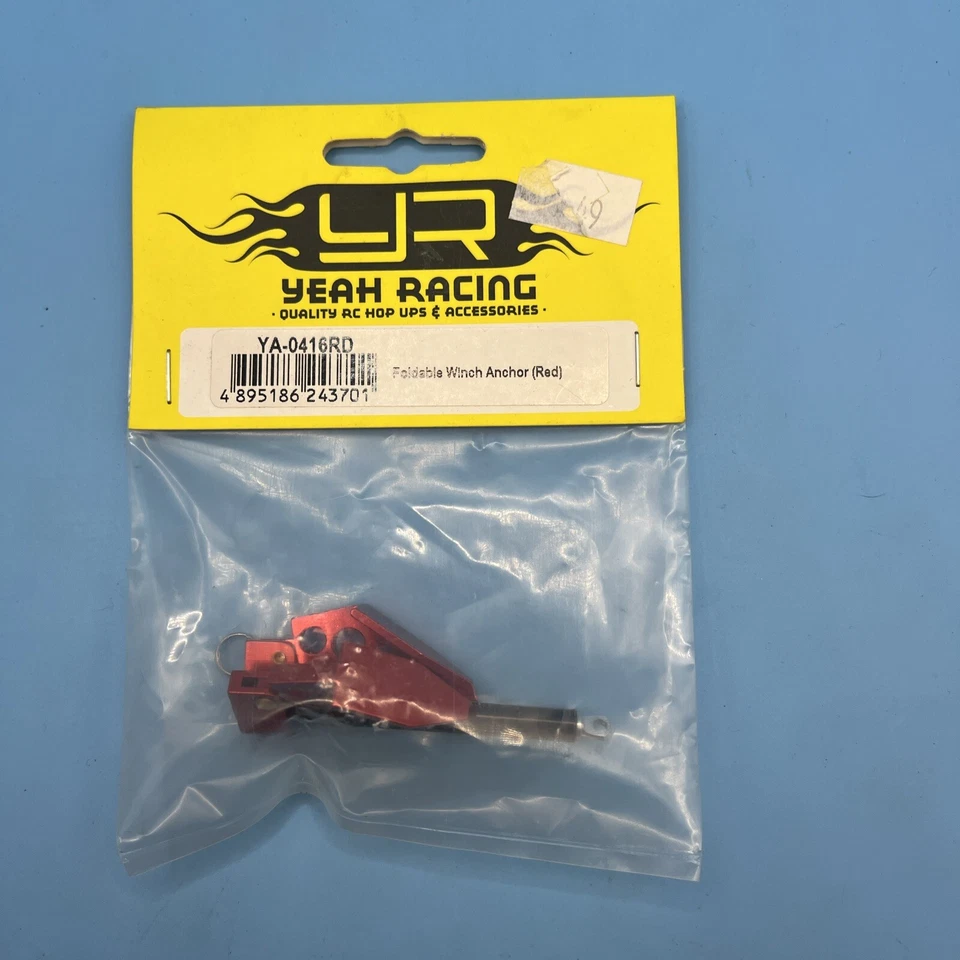 YR
YEAH RACING
· QUALITY RC HOP UPS & ACCESSORIES ·
YA-0416RD
Foldable Winch Anchor (Red)
4 895186 243701